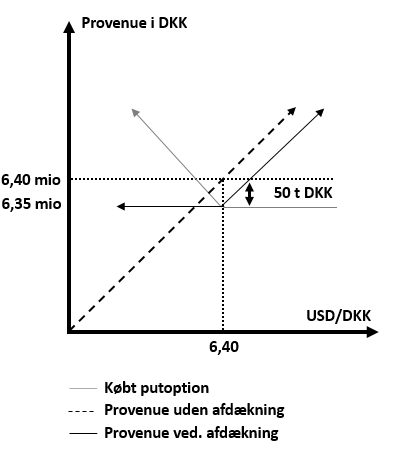 Provenue i DKK
6,40 mio
6,35 mio
50 t DKK
USD/DKK
6,40
Købt putoption
Provenue uden afdækning
Provenue ved. afdækning